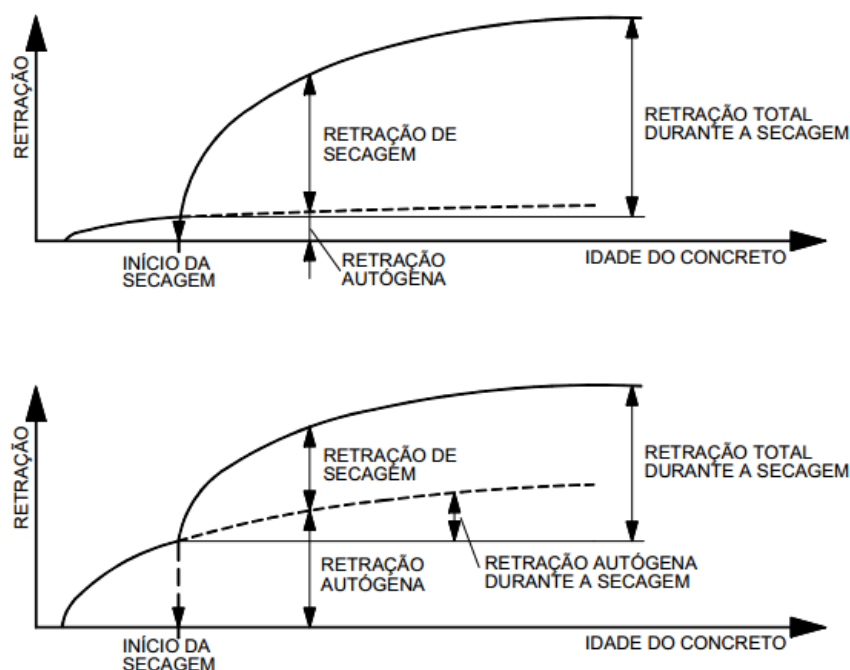 RETRAÇÃO
RETRAÇÃO DE
SECAGEM
RETRAÇÃO TOTAL
DURANTE A SECAGEM
INÍCIO DA
SECAGEM
RETRAÇÃO
AUTÓGENA
IDADE DO CONCRETO
RETRAÇÃO
RETRAÇÃO DE
SECAGEM
RETRAÇÃO TOTAL
DURANTE A SECAGEM
RETRAÇÃO
AUTÓGENA
RETRAÇÃO AUTÓGENA
DURANTE A SECAGEM
INÍCIO DA
SECAGEM
IDADE DO CONCRETO